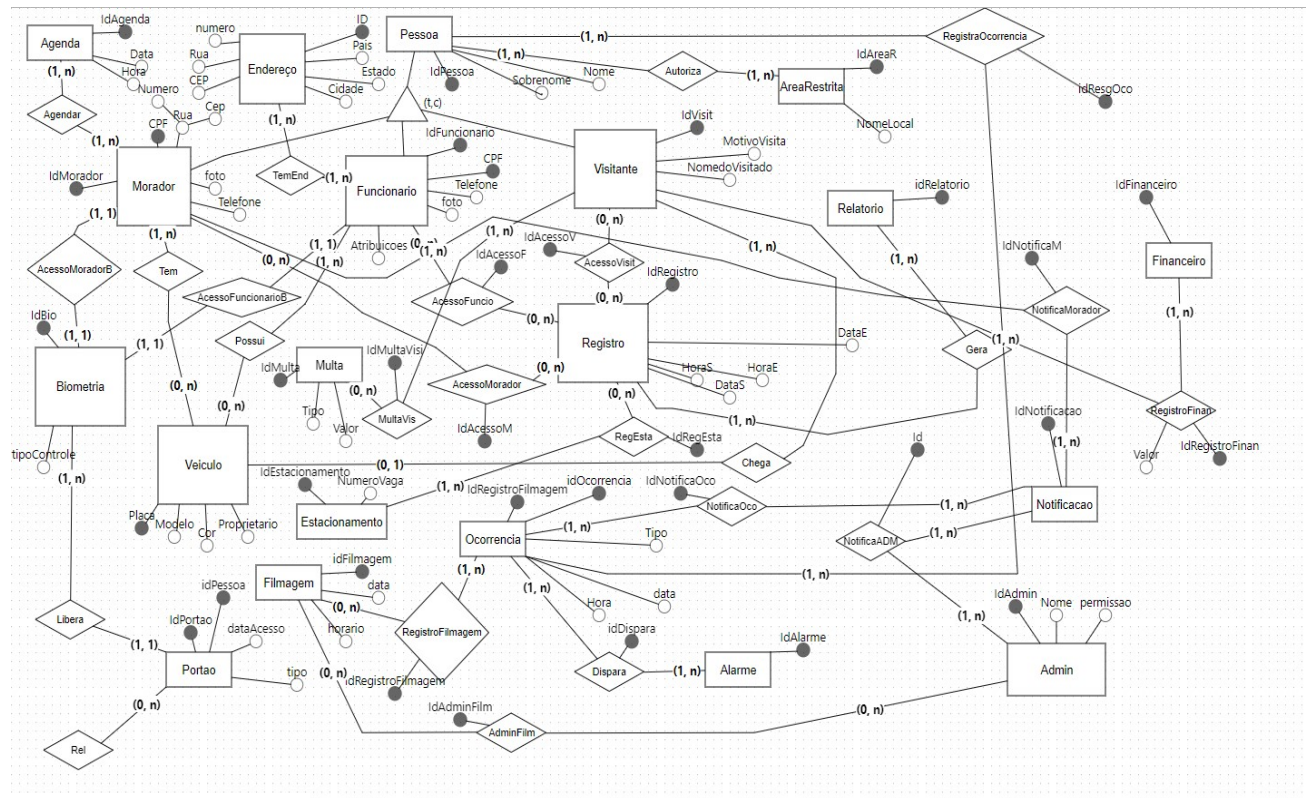 IdAgenda
Agenda
Data
Hora
(1, n)
Agendar
(1, n)
numero
Rua
CEP
Endereço
ID
Pais
Estado
Cidade
(1, n)
TemEnd
(1, n)
Pessoa
IdPessoa
Sobrenome
Nome
(t,c)
(1, n)
(1, n)
Autoriza
(1, n)
AreaRestrita
IdAreaR
NomeLocal
RegistraOcorrencia
IdResgOco
Numero
Rua
Cep
CPF
IdMorador
Morador
foto
Telefone
(1, 1)
(1, n)
(0, n)
IdFuncionario
CPF
Funcionario
Telefone
foto
Atribuicoes
(1, 1)
(1, n)
(0, n)
(1, n)
IdVisit
Visitante
MotivoVisita
NomedoVisitado
(0, n)
(1, n)
(1, n)
Relatorio
idRelatorio
(1, n)
IdFinanceiro
Financeiro
(1, n)
AcessoMoradorB
Tem
AcessoFuncionarioB
Possui
IdAcessoF
AcessoFuncio
(0, n)
IdAcessoV
AcessoVisit
(0, n)
IdRegistro
Registro
DataE
HoraS
HoraE
DataS
(0, n)
(1, n)
IdNotificaM
NotificaMorador
(1, n)
Gera
IdBio
(1, 1)
(1, 1)
Biometria
tipoControle
(1, n)
(0, n)
(0, n)
IdMulta
Multa
Tipo
Valor
(0, n)
IdMultaVisi
MultaVis
AcessoMorador
(0, n)
IdAcessoM
RegistroFinan
Valor
IdRegistroFinan
RegEsta
IdRegEsta
IdNotificacao
(1, n)
Id
Veiculo
(0, 1)
Chega
Placa
Modelo
Cor
Proprietario
IdEstacionamento
NumeroVaga
Estacionamento
(1, n)
IdRegistroFilmagem
idOcorrencia
IdNotificaOco
NotificaOco
(1, n)
(1, n)
Notificacao
Ocorrencia
Tipo
NotificaADM
(1, n)
(1, n)
(1, n)
(1, n)
Hora
data
Filmagem
idFilmagem
data
(0, n)
horario
(0, n)
RegistroFilmagem
idRegistroFilmagem
idDispara
Dispara
(1, n)
Alarme
IdAlarme
(1, n)
IdAdmin
Nome
permissao
Admin
Libera
(1, 1)
idPessoa
IdPortao
dataAcesso
Portao
tipo
(0, n)
Rel
IdAdminFilm
AdminFilm
(0, n)